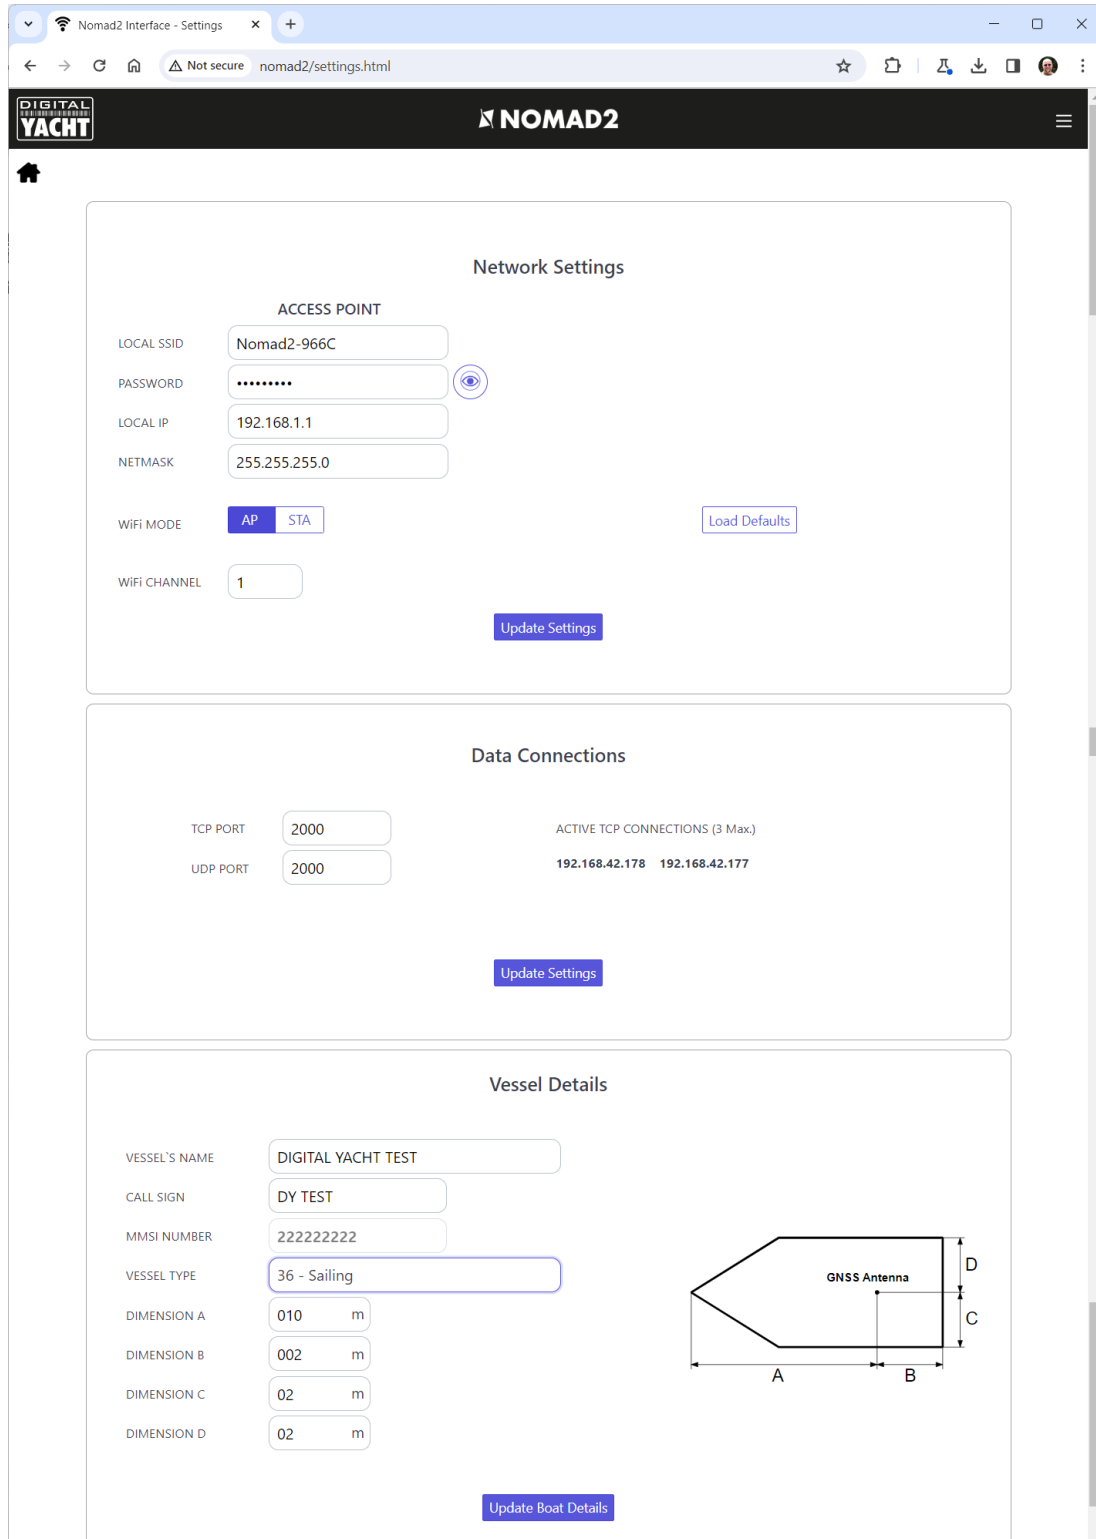 Nomad2 Interface - Settings
Not secure nomad2/settings.html
DIGITAL
YACHT
NOMAD2
Network Settings
ACCESS POINT
LOCAL SSID Nomad2-966C
PASSWORD •••••••••
LOCAL IP 192.168.1.1
NETMASK 255.255.255.0
WiFi MODE AP STA Load Defaults
WiFi CHANNEL 1
Update Settings
Data Connections
TCP PORT 2000 ACTIVE TCP CONNECTIONS (3 Max.)
192.168.42.178 192.168.42.177
UDP PORT 2000
Update Settings
Vessel Details
VESSEL`S NAME DIGITAL YACHT TEST
CALL SIGN DY TEST
MMSI NUMBER 222222222
VESSEL TYPE 36 - Sailing
DIMENSION A 010 m
DIMENSION B 002 m
DIMENSION C 02 m
DIMENSION D 02 m
GNSS Antenna
D
C
A B
Update Boat Details